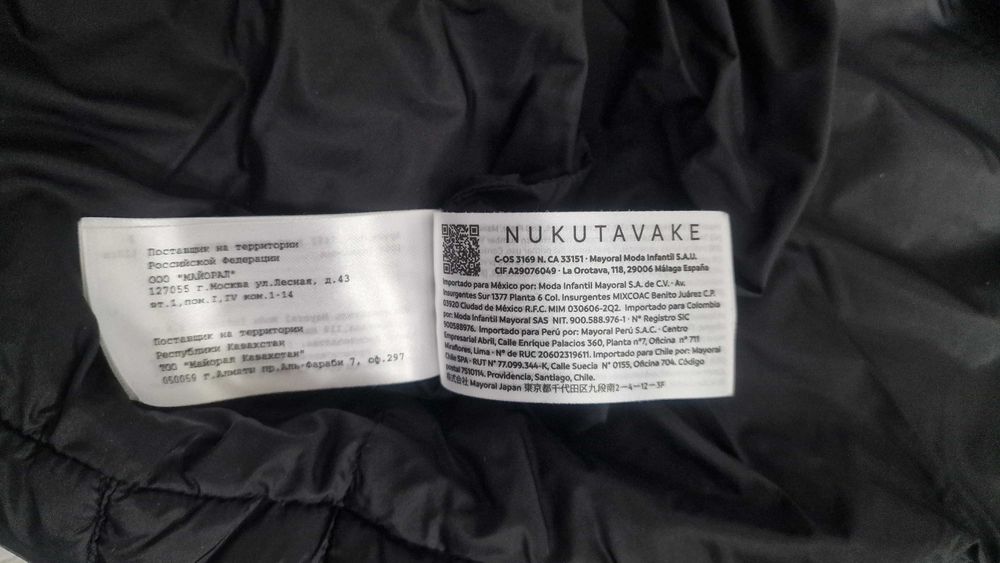 Поставщик на территории
Российской Федерации
ООО "МАЙОРАЛ"
127055 г.Москва ул.Лесная, д.43
эт.1,пом.I,IV ком.1-14
Поставщик на территории
Республики Казахстан
ТОО "Майорал Казахстан"
050059 г.Алматы пр.Аль-Фараби 7, оф.297
NUKUTAVAKE
C-OS 3169 N. CA 33151 · Mayoral Moda Infantil S.A.U.
CIF A29076049 · La Orotava, 118, 29006 Málaga España
Importado para México por: Moda Infantil Mayoral S.A. de C.V. · Av.
Insurgentes Sur 1377 Planta 6 Col. Insurgentes MIXCOAC Benito Juárez C.P.
03920 Ciudad de México R.F.C. MIM 030606-2Q2. Importado para Colombia
por: Moda Infantil Mayoral SAS NIT. 900.588.976-1 · N° Registro SIC
900588976. Importado para Perú por: Mayoral Perú S.A.C. · Centro
Empresarial Abril, Calle Enrique Palacios 360, Planta nº7, Oficina nº 711
Miraflores, Lima · Nº de RUC 20602319611. Importado para Chile por: Mayoral
Chile SPA · RUT N° 77.099.344-K, Calle Suecia N° 0155, Oficina 704. Código
postal 7510114. Providencia, Santiago, Chile.
株式会社 Mayoral Japan 東京都千代田区九段南2-4-12-3F